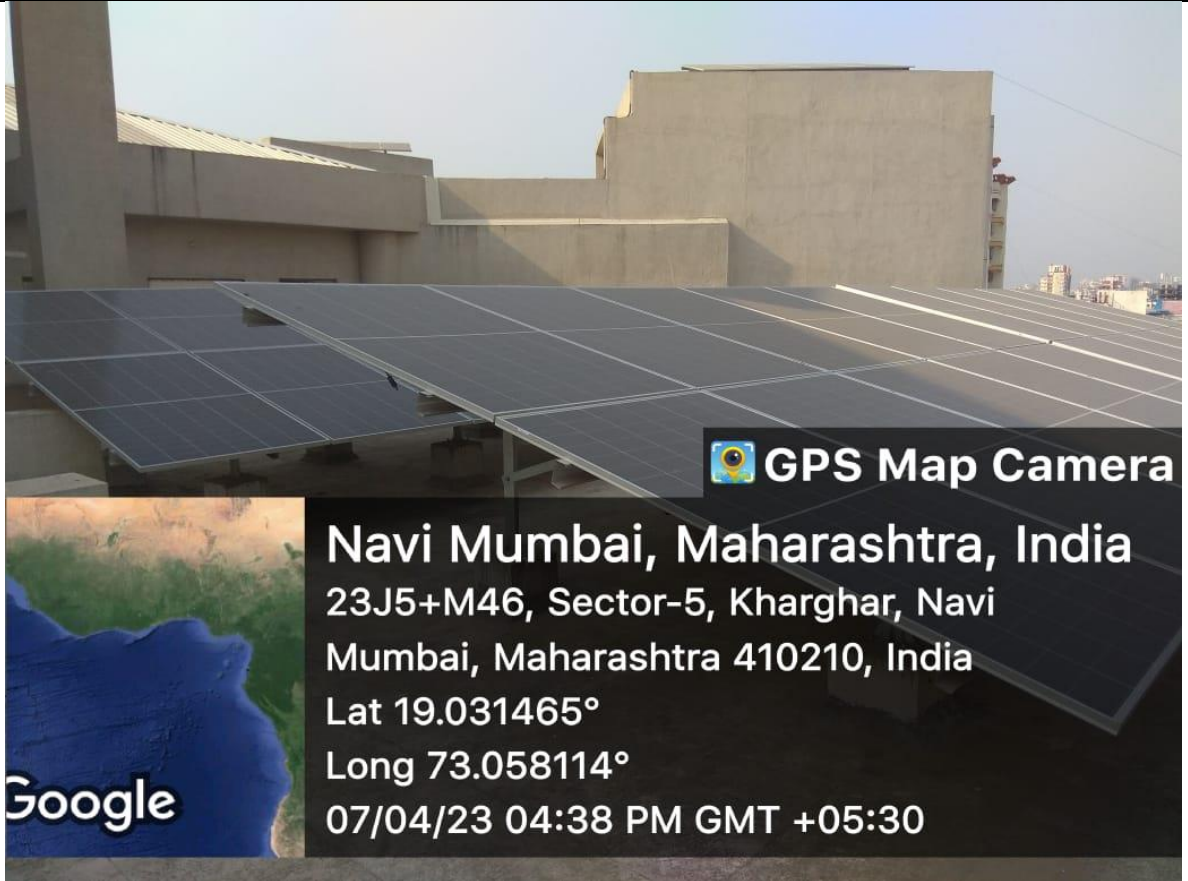 GPS Map Camera
Navi Mumbai, Maharashtra, India
23J5+M46, Sector-5, Kharghar, Navi
Mumbai, Maharashtra 410210, India
Lat 19.031465°
Long 73.058114°
07/04/23 04:38 PM GMT +05:30
Google